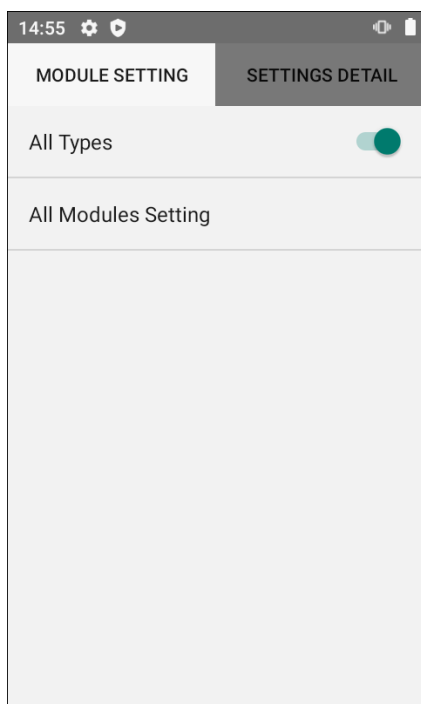 14:55
MODULE SETTING SETTINGS DETAIL
All Types
All Modules Setting